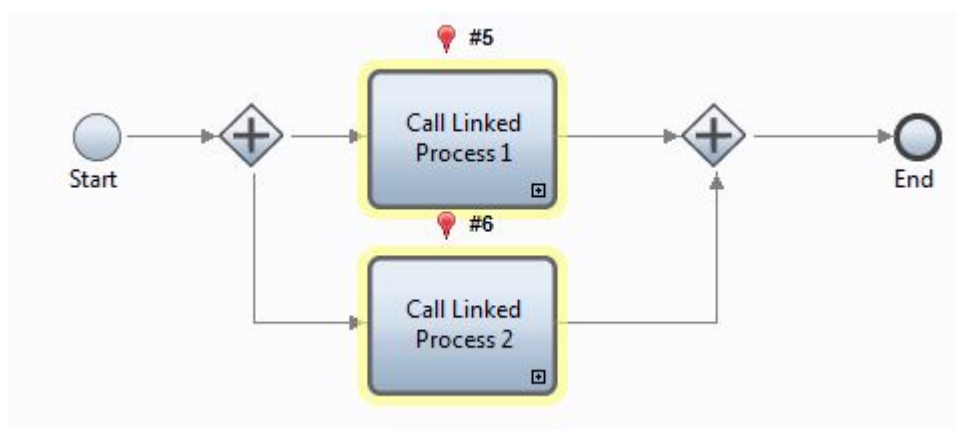 #5
Call Linked
Process 1
Start
End
#6
Call Linked
Process 2